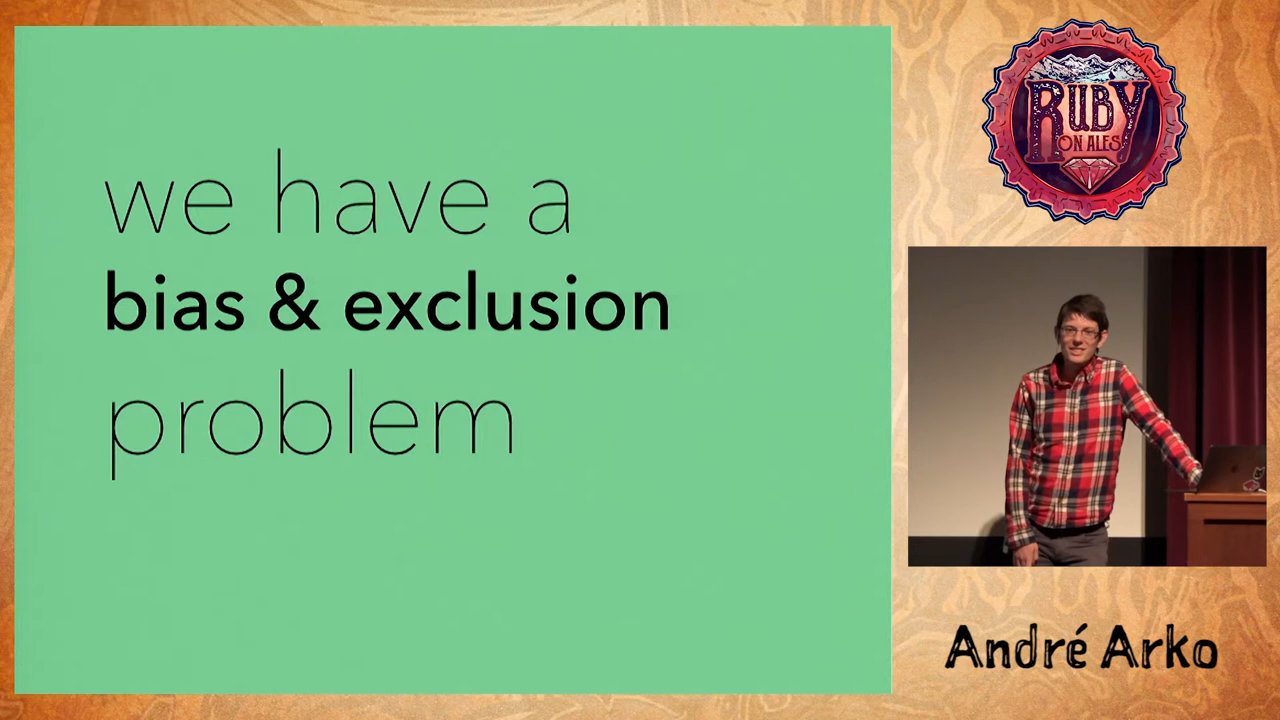 we have a
bias & exclusion
problem
RUBY
ON ALES
André Arko